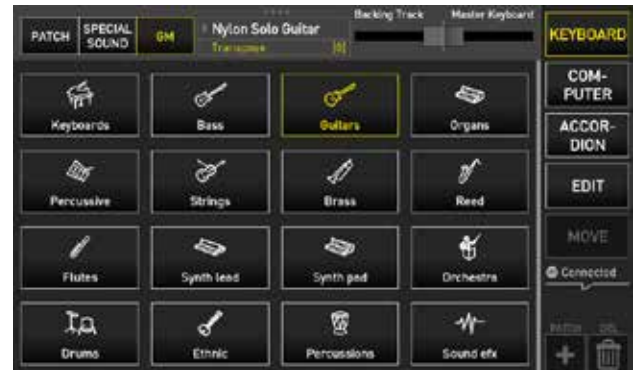 PATCH
SPECIAL
SOUND
GM
Nylon Solo Guitar
Transpose [0]
Backing Track
Master Keyboard
KEYBOARD
Keyboards
Bass
Guitars
Organs
COM-
PUTER
ACCOR-
DION
Percussive
Strings
Brass
Reed
EDIT
Flutes
Synth lead
Synth pad
Orchestra
MOVE
Connected
Drums
Ethnic
Percussions
Sound efx
PATCH
DEL